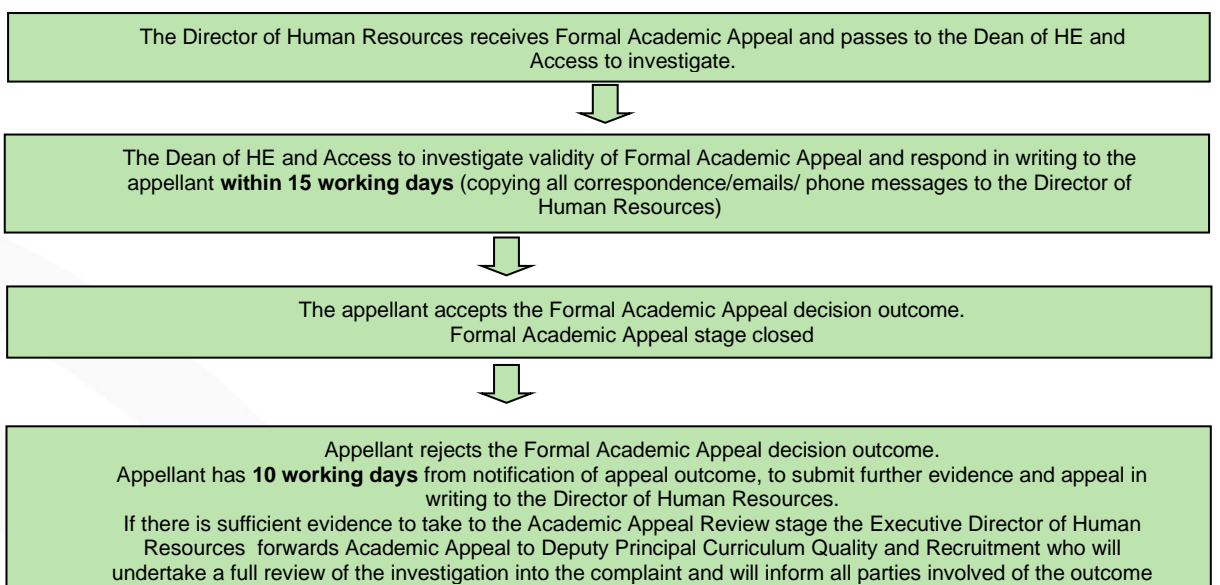 The Director of Human Resources receives Formal Academic Appeal and passes to the Dean of HE and
Access to investigate.
The Dean of HE and Access to investigate validity of Formal Academic Appeal and respond in writing to the
appellant within 15 working days (copying all correspondence/emails/ phone messages to the Director of
Human Resources)
The appellant accepts the Formal Academic Appeal decision outcome.
Formal Academic Appeal stage closed
Appellant rejects the Formal Academic Appeal decision outcome.
Appellant has 10 working days from notification of appeal outcome, to submit further evidence and appeal in
writing to the Director of Human Resources.
If there is sufficient evidence to take to the Academic Appeal Review stage the Executive Director of Human
Resources  forwards Academic Appeal to Deputy Principal Curriculum Quality and Recruitment who will
undertake a full review of the investigation into the complaint and will inform all parties involved of the outcome